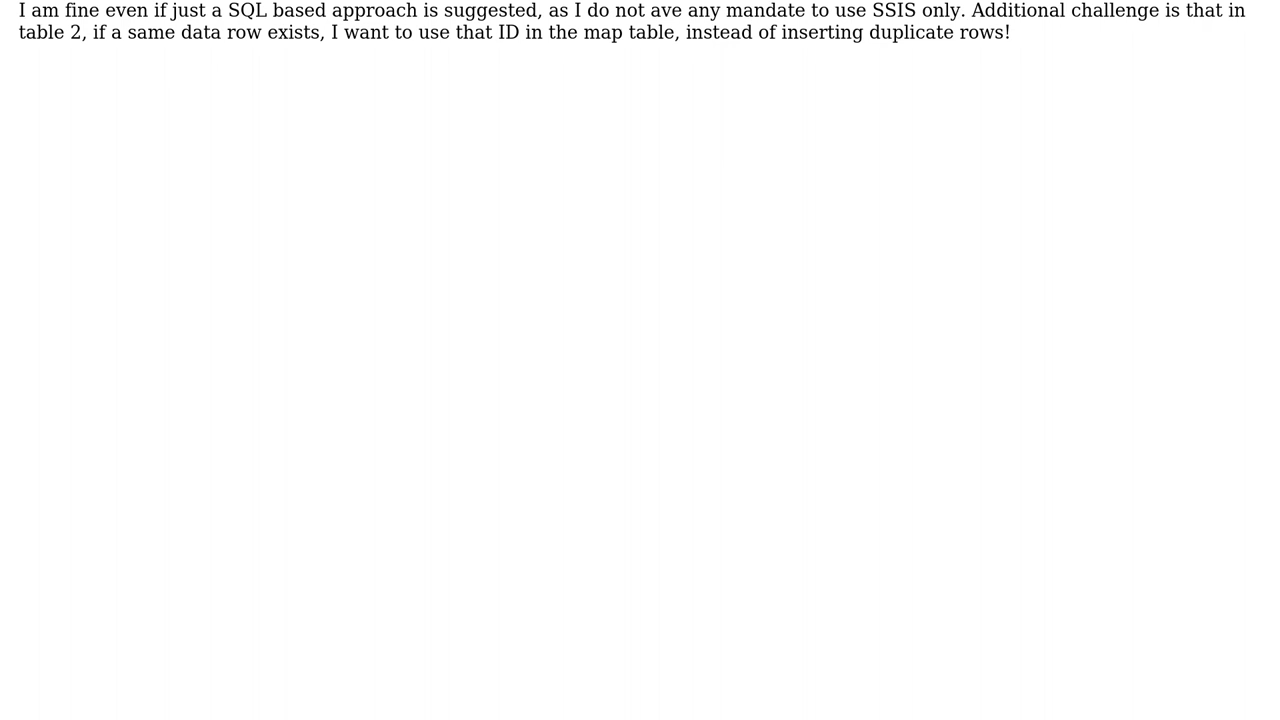 I am fine even if just a SQL based approach is suggested, as I do not ave any mandate to use SSIS only. Additional challenge is that in
table 2, if a same data row exists, I want to use that ID in the map table, instead of inserting duplicate rows!